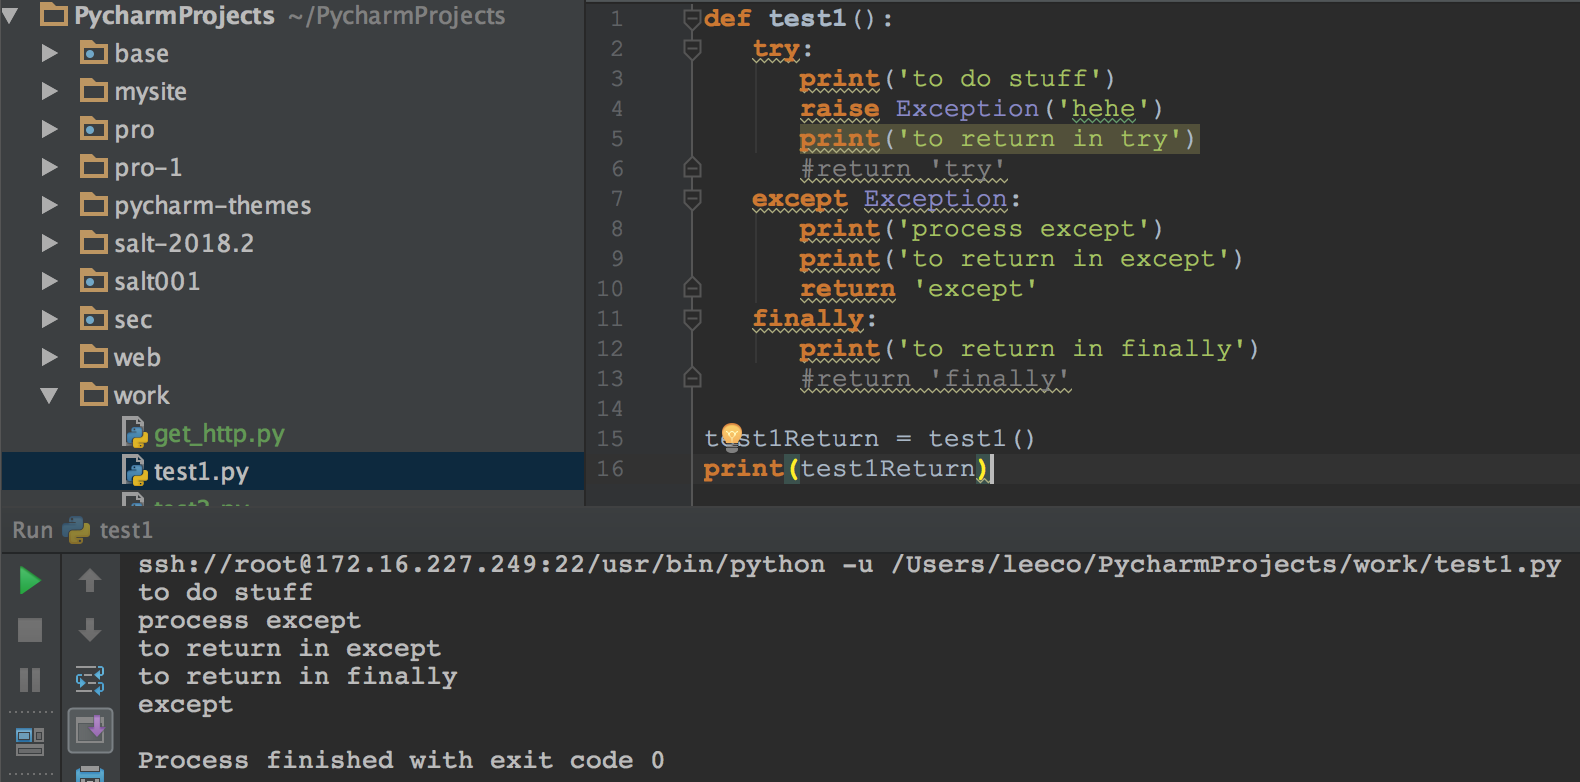 PycharmProjects ~/PycharmProjects
base
mysite
pro
pro-1
pycharm-themes
salt-2018.2
salt001
sec
web
work
get_http.py
test1.py
1 def test1():
2 try:
3 print('to do stuff')
4 raise Exception('hehe')
5 print('to return in try')
6 #return 'try'
7 except Exception:
8 print('process except')
9 print('to return in except')
10 return 'except'
11 finally:
12 print('to return in finally')
13 #return 'finally'
14
15 test1Return = test1()
16 print(test1Return)
Run test1
ssh://root@172.16.227.249:22/usr/bin/python -u /Users/leeco/PycharmProjects/work/test1.py
to do stuff
process except
to return in except
to return in finally
except
Process finished with exit code 0